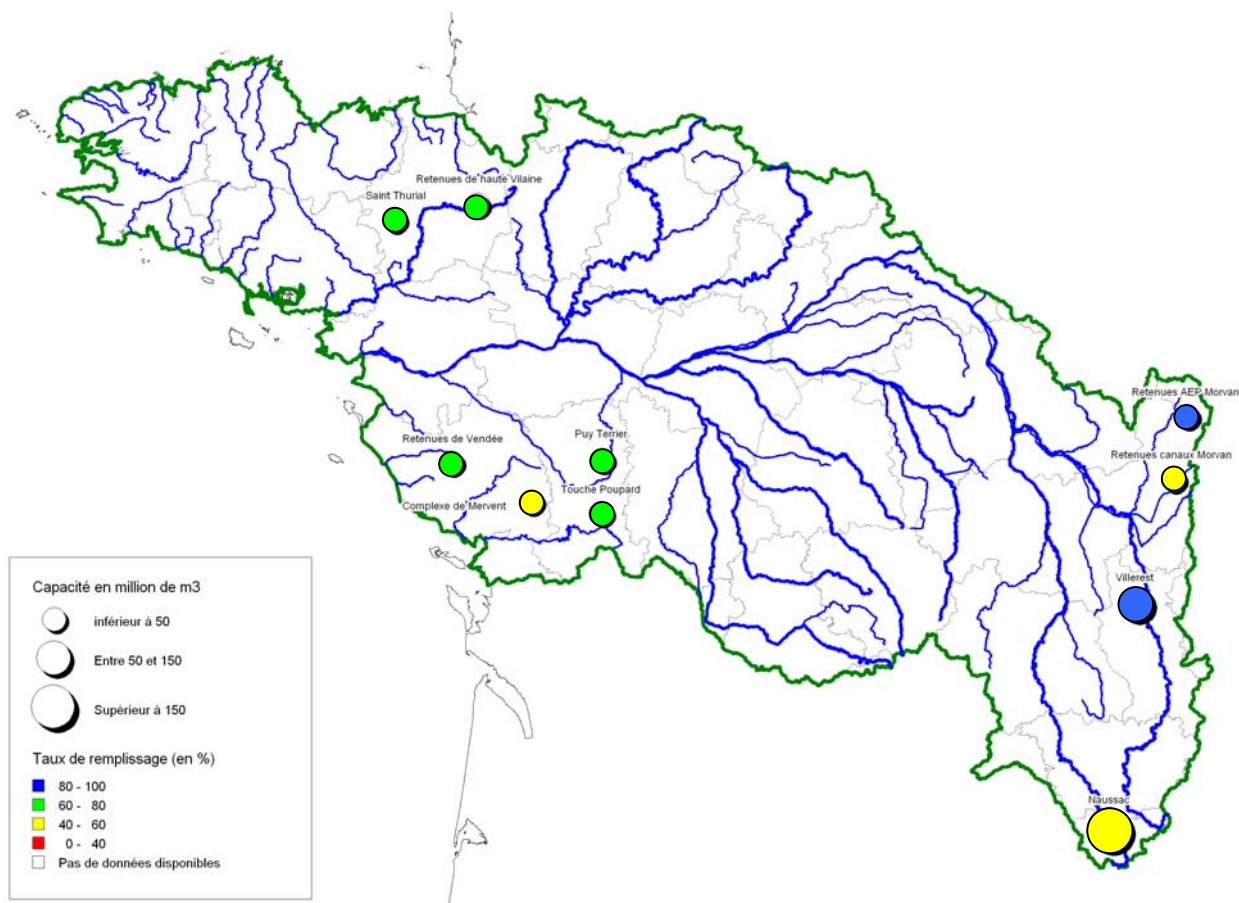 Retenues de haute Vilaine
Saint Thurial
Retenues AEP Morvan
Retenues de Vendée
Puy Terrier
Retenues canaux Morvan
Complexe de Mervent
Touche Poupard
Villerest
Naussac
Capacité en million de m3
inférieur à 50
Entre 50 et 150
Supérieur à 150
Taux de remplissage (en %)
80 - 100
60 - 80
40 - 60
0 - 40
Pas de données disponibles